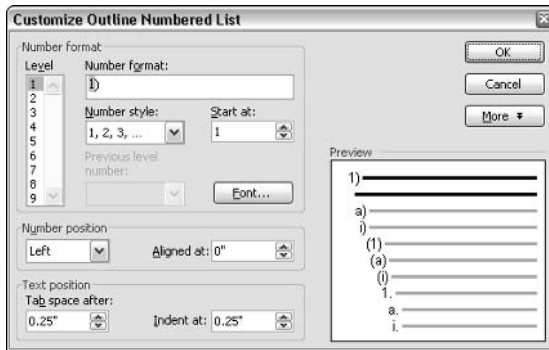 Customize Outline Numbered List
Number format
Level
Number format:
1
2
3
4
5
6
7
8
9
1)
Number style:
Start at:
1, 2, 3, ...
1
Previous level
number:
Font...
Number position
Left
Aligned at: 0"
Text position
Tab space after:
0.25"
Indent at: 0.25"
OK
Cancel
More
Preview
1)
a)
i)
(1)
(a)
(i)
1.
a.
i.